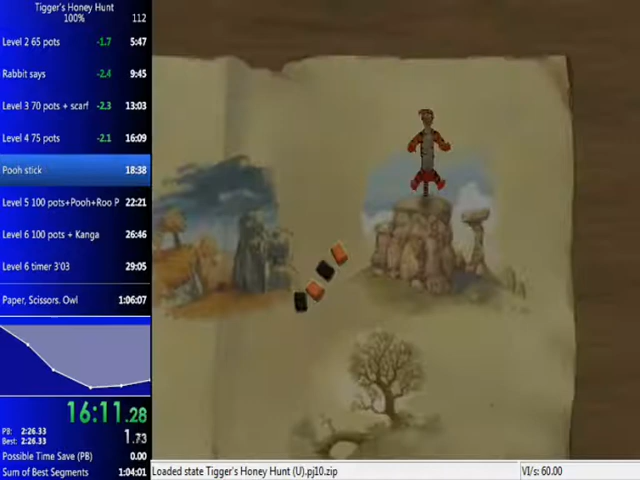 Tigger's Honey Hunt
100% 112
Level 2 65 pots -1.7 5:47
Rabbit says -2.4 9:45
Level 3 70 pots + scarf -2.3 13:03
Level 4 75 pots -2.1 16:09
Pooh stick 18:38
Level 5 100 pots+Pooh+Roo P 22:21
Level 6 100 pots + Kanga 26:46
Level 6 timer 3'03 29:05
Paper, Scissors. Owl 1:06:07
16:11.28
PB: 2:26.33
Best: 2:26.33
1.73
Possible Time Save (PB) 0.00
Sum of Best Segments 1:04:01
Loaded state Tigger's Honey Hunt (U).pj10.zip VI/s: 60.00